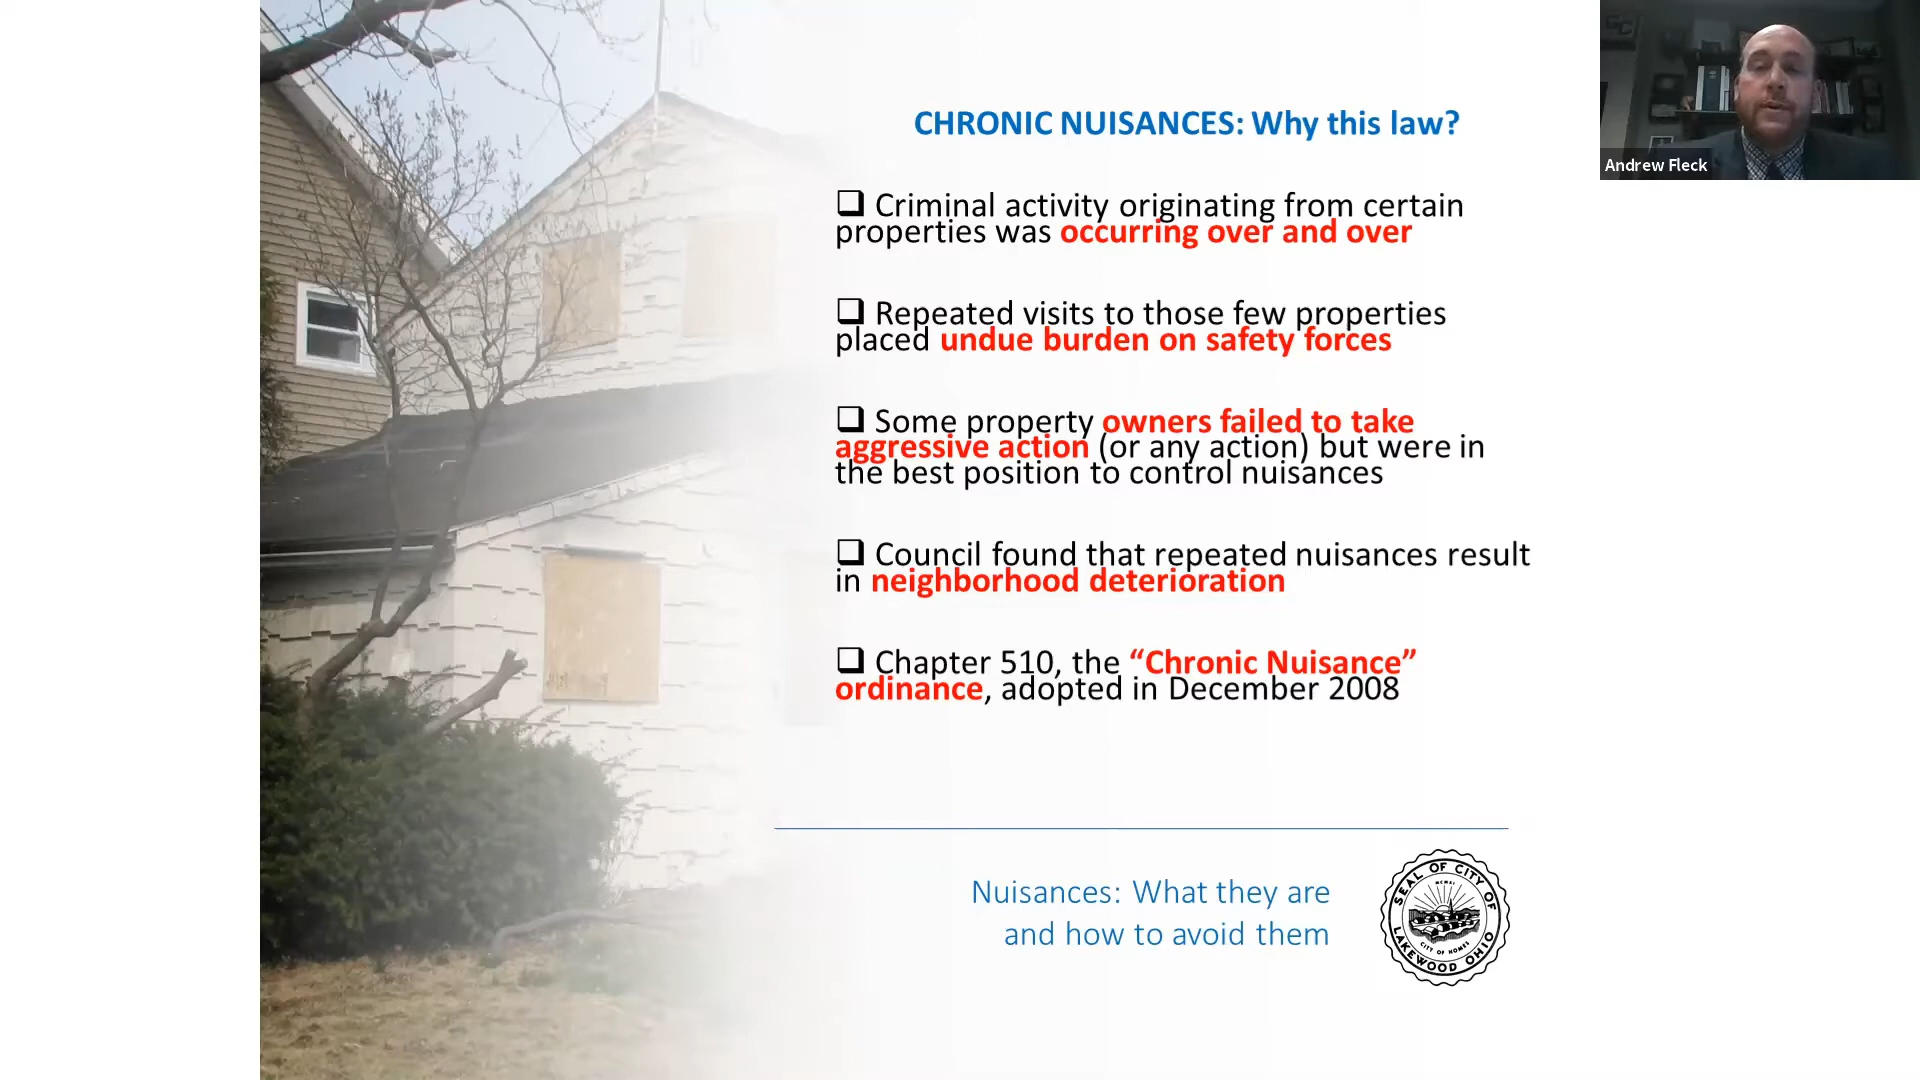 CHRONIC NUISANCES: Why this law?
❑ Criminal activity originating from certain
properties was occurring over and over
❑ Repeated visits to those few properties
placed undue burden on safety forces
❑ Some property owners failed to take
aggressive action (or any action) but were in
the best position to control nuisances
❑ Council found that repeated nuisances result
in neighborhood deterioration
❑ Chapter 510, the “Chronic Nuisance”
ordinance, adopted in December 2008
Nuisances: What they are
and how to avoid them
SEAL OF CITY OF
LAKEWOOD OHIO
MCMXI
CITY OF HOMES
Andrew Fleck